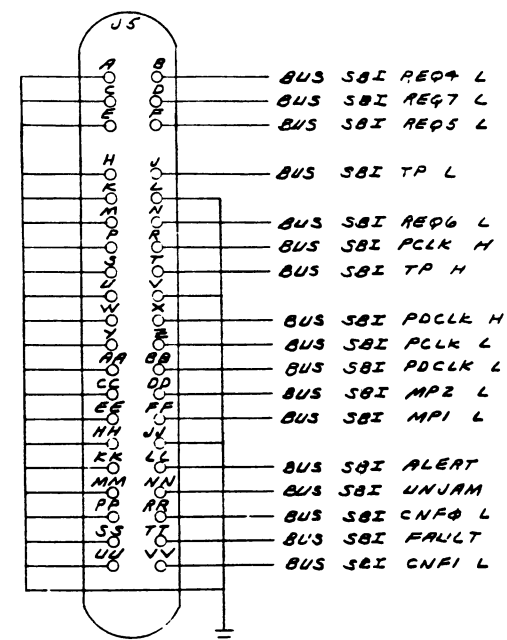 J5
A B BUS SBI REQ4 L
C D BUS SBI REQ7 L
E F BUS SBI REQ5 L
H J BUS SBI TP L
K L
M N BUS SBI REQ6 L
P R BUS SBI PCLK H
S T BUS SBI TP H
U V
W X BUS SBI PDCLK H
Y Z BUS SBI PCLK L
AA BB BUS SBI PDCLK L
CC DD BUS SBI MP2 L
EE FF BUS SBI MP1 L
HH JJ
KK LL BUS SBI ALERT
MM NN BUS SBI UNJAM
PP RR BUS SBI CNFØ L
SS TT BUS SBI FAULT
UU VV BUS SBI CNF1 L